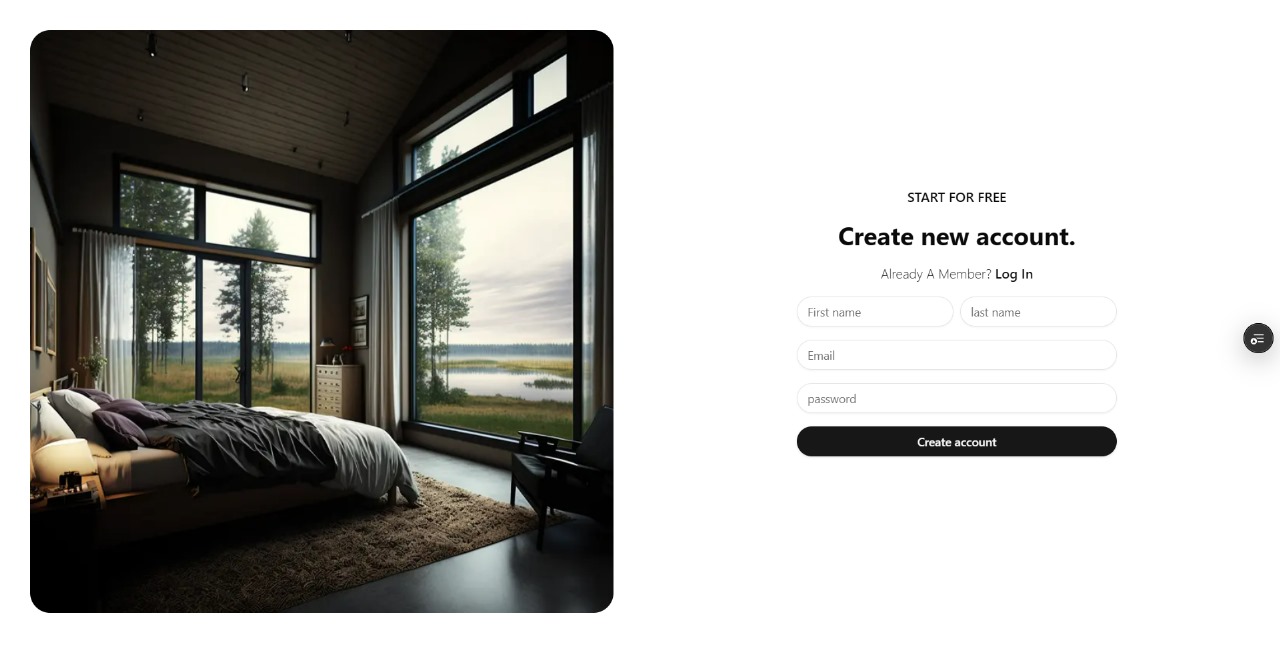 START FOR FREE
Create new account.
Already A Member? Log In
First name
last name
Email
password
Create account